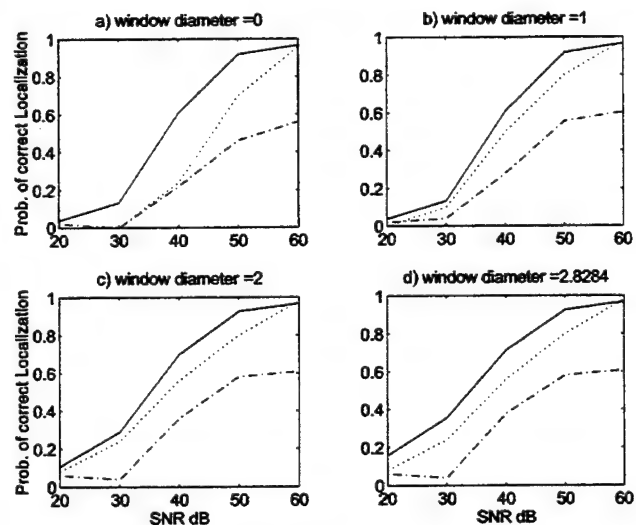 a) window diameter =0
b) window diameter =1
Prob. of correct Localization
1
0.8
0.6
0.4
0.2
0
20 30 40 50 60
1
0.8
0.6
0.4
0.2
0
20 30 40 50 60
c) window diameter =2
d) window diameter =2.8284
Prob. of correct Localization
1
0.8
0.6
0.4
0.2
0
20 30 40 50 60
SNR dB
1
0.8
0.6
0.4
0.2
0
20 30 40 50 60
SNR dB